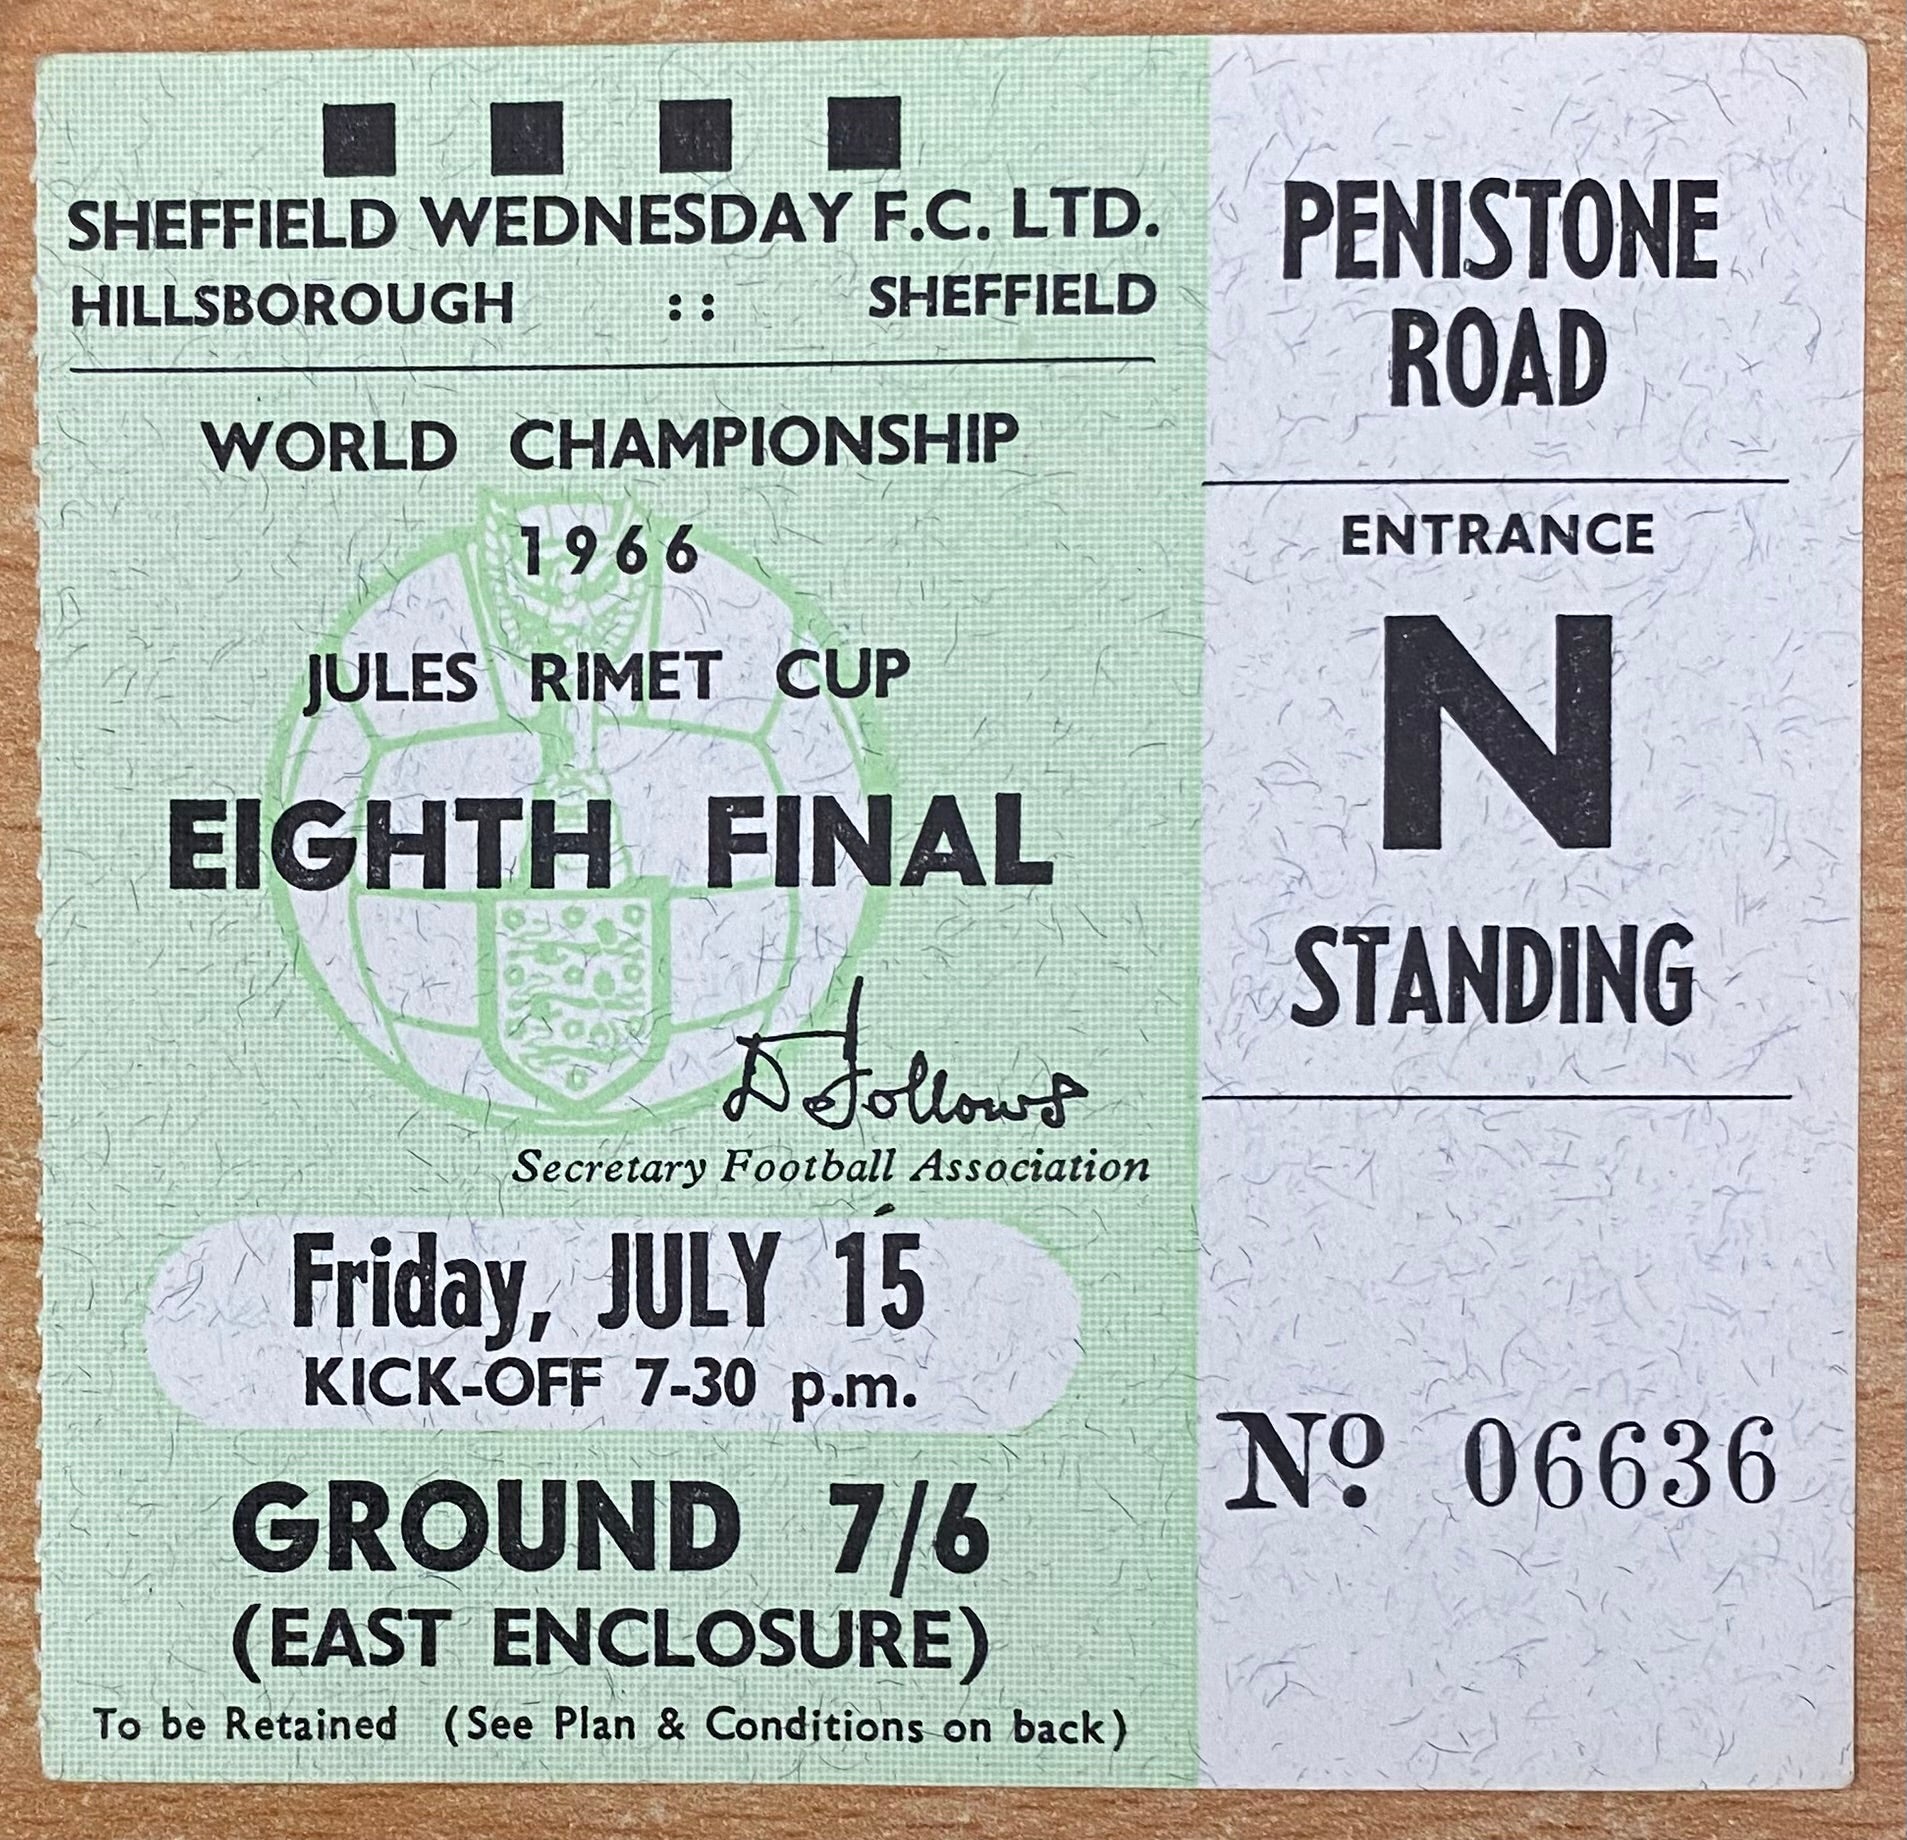 SHEFFIELD WEDNESDAY F.C. LTD.
HILLSBOROUGH :: SHEFFIELD
WORLD CHAMPIONSHIP
1966
JULES RIMET CUP
EIGHTH FINAL
D Follows
Secretary Football Association
Friday, JULY 15
KICK-OFF 7-30 p.m.
GROUND 7/6
(EAST ENCLOSURE)
To be Retained (See Plan & Conditions on back)
PENISTONE
ROAD
ENTRANCE
N
STANDING
Nº. 06636